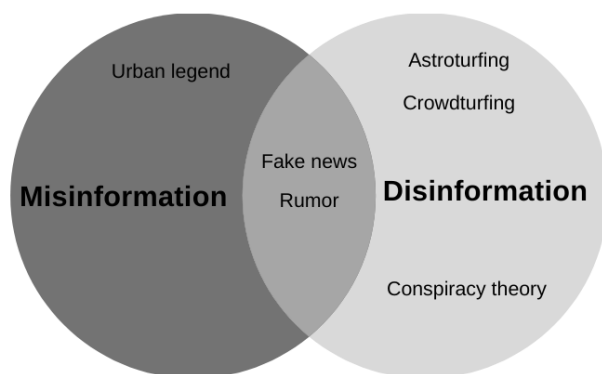 Urban legend
Astroturfing
Crowdturfing
Fake news
Rumor
Misinformation
Disinformation
Conspiracy theory